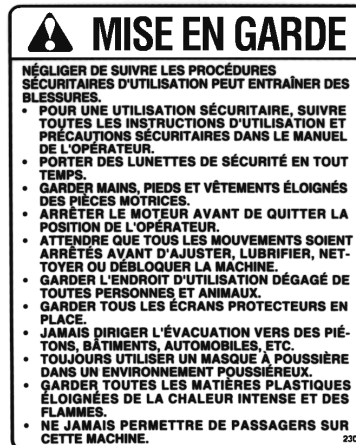 MISE EN GARDE
NÉGLIGER DE SUIVRE LES PROCÉDURES
SÉCURITAIRES D'UTILISATION PEUT ENTRAÎNER DES
BLESSURES.
• POUR UNE UTILISATION SÉCURITAIRE, SUIVRE
TOUTES LES INSTRUCTIONS D'UTILISATION ET
PRÉCAUTIONS SÉCURITAIRES DANS LE MANUEL
DE L'OPÉRATEUR.
• PORTER DES LUNETTES DE SÉCURITÉ EN TOUT
TEMPS.
• GARDER MAINS, PIEDS ET VÊTEMENTS ÉLOIGNÉS
DES PIÈCES MOTRICES.
• ARRÊTER LE MOTEUR AVANT DE QUITTER LA
POSITION DE L'OPÉRATEUR.
• ATTENDRE QUE TOUS LES MOUVEMENTS SOIENT
ARRÊTÉS AVANT D'AJUSTER, LUBRIFIER, NET-
TOYER OU DÉBLOQUER LA MACHINE.
• GARDER L'ENDROIT D'UTILISATION DÉGAGÉ DE
TOUTES PERSONNES ET ANIMAUX.
• GARDER TOUS LES ÉCRANS PROTECTEURS EN
PLACE.
• JAMAIS DIRIGER L'ÉVACUATION VERS DES PIÉ-
TONS, BÂTIMENTS, AUTOMOBILES, ETC.
• TOUJOURS UTILISER UN MASQUE À POUSSIÈRE
DANS UN ENVIRONNEMENT POUSSIÉREUX.
• GARDER TOUTES LES MATIÈRES PLASTIQUES
ÉLOIGNÉES DE LA CHALEUR INTENSE ET DES
FLAMMES.
• NE JAMAIS PERMETTRE DE PASSAGERS SUR
CETTE MACHINE. 230